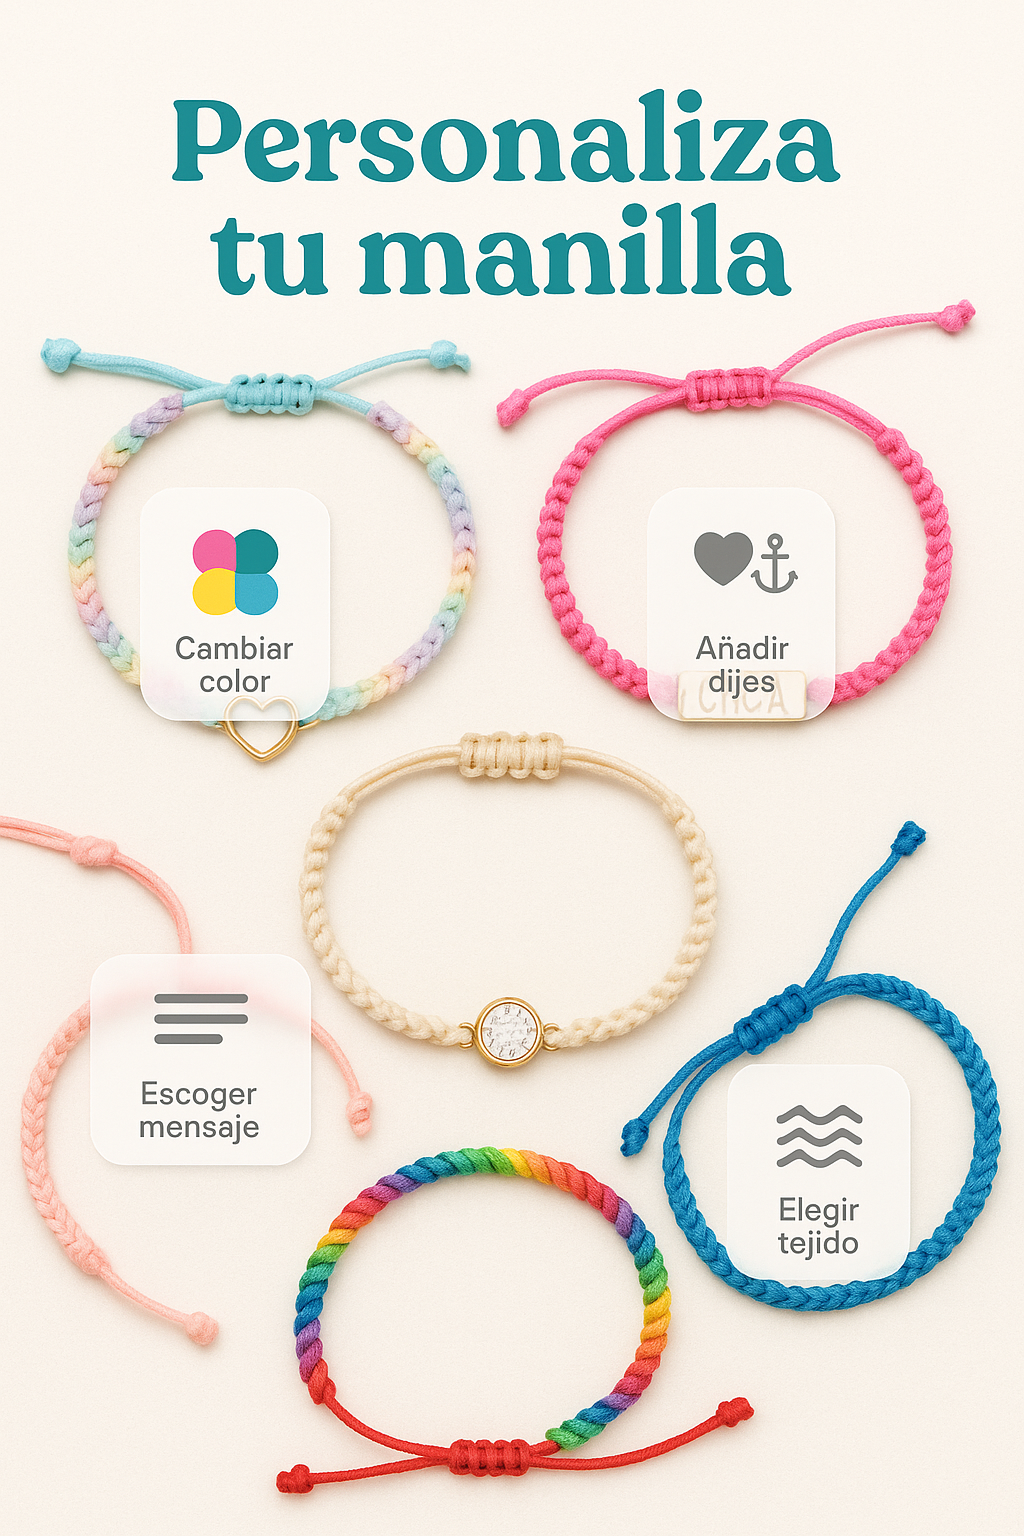 Personaliza
tu manilla
Cambiar
color
Añadir
dijes
Escoger
mensaje
Elegir
tejido